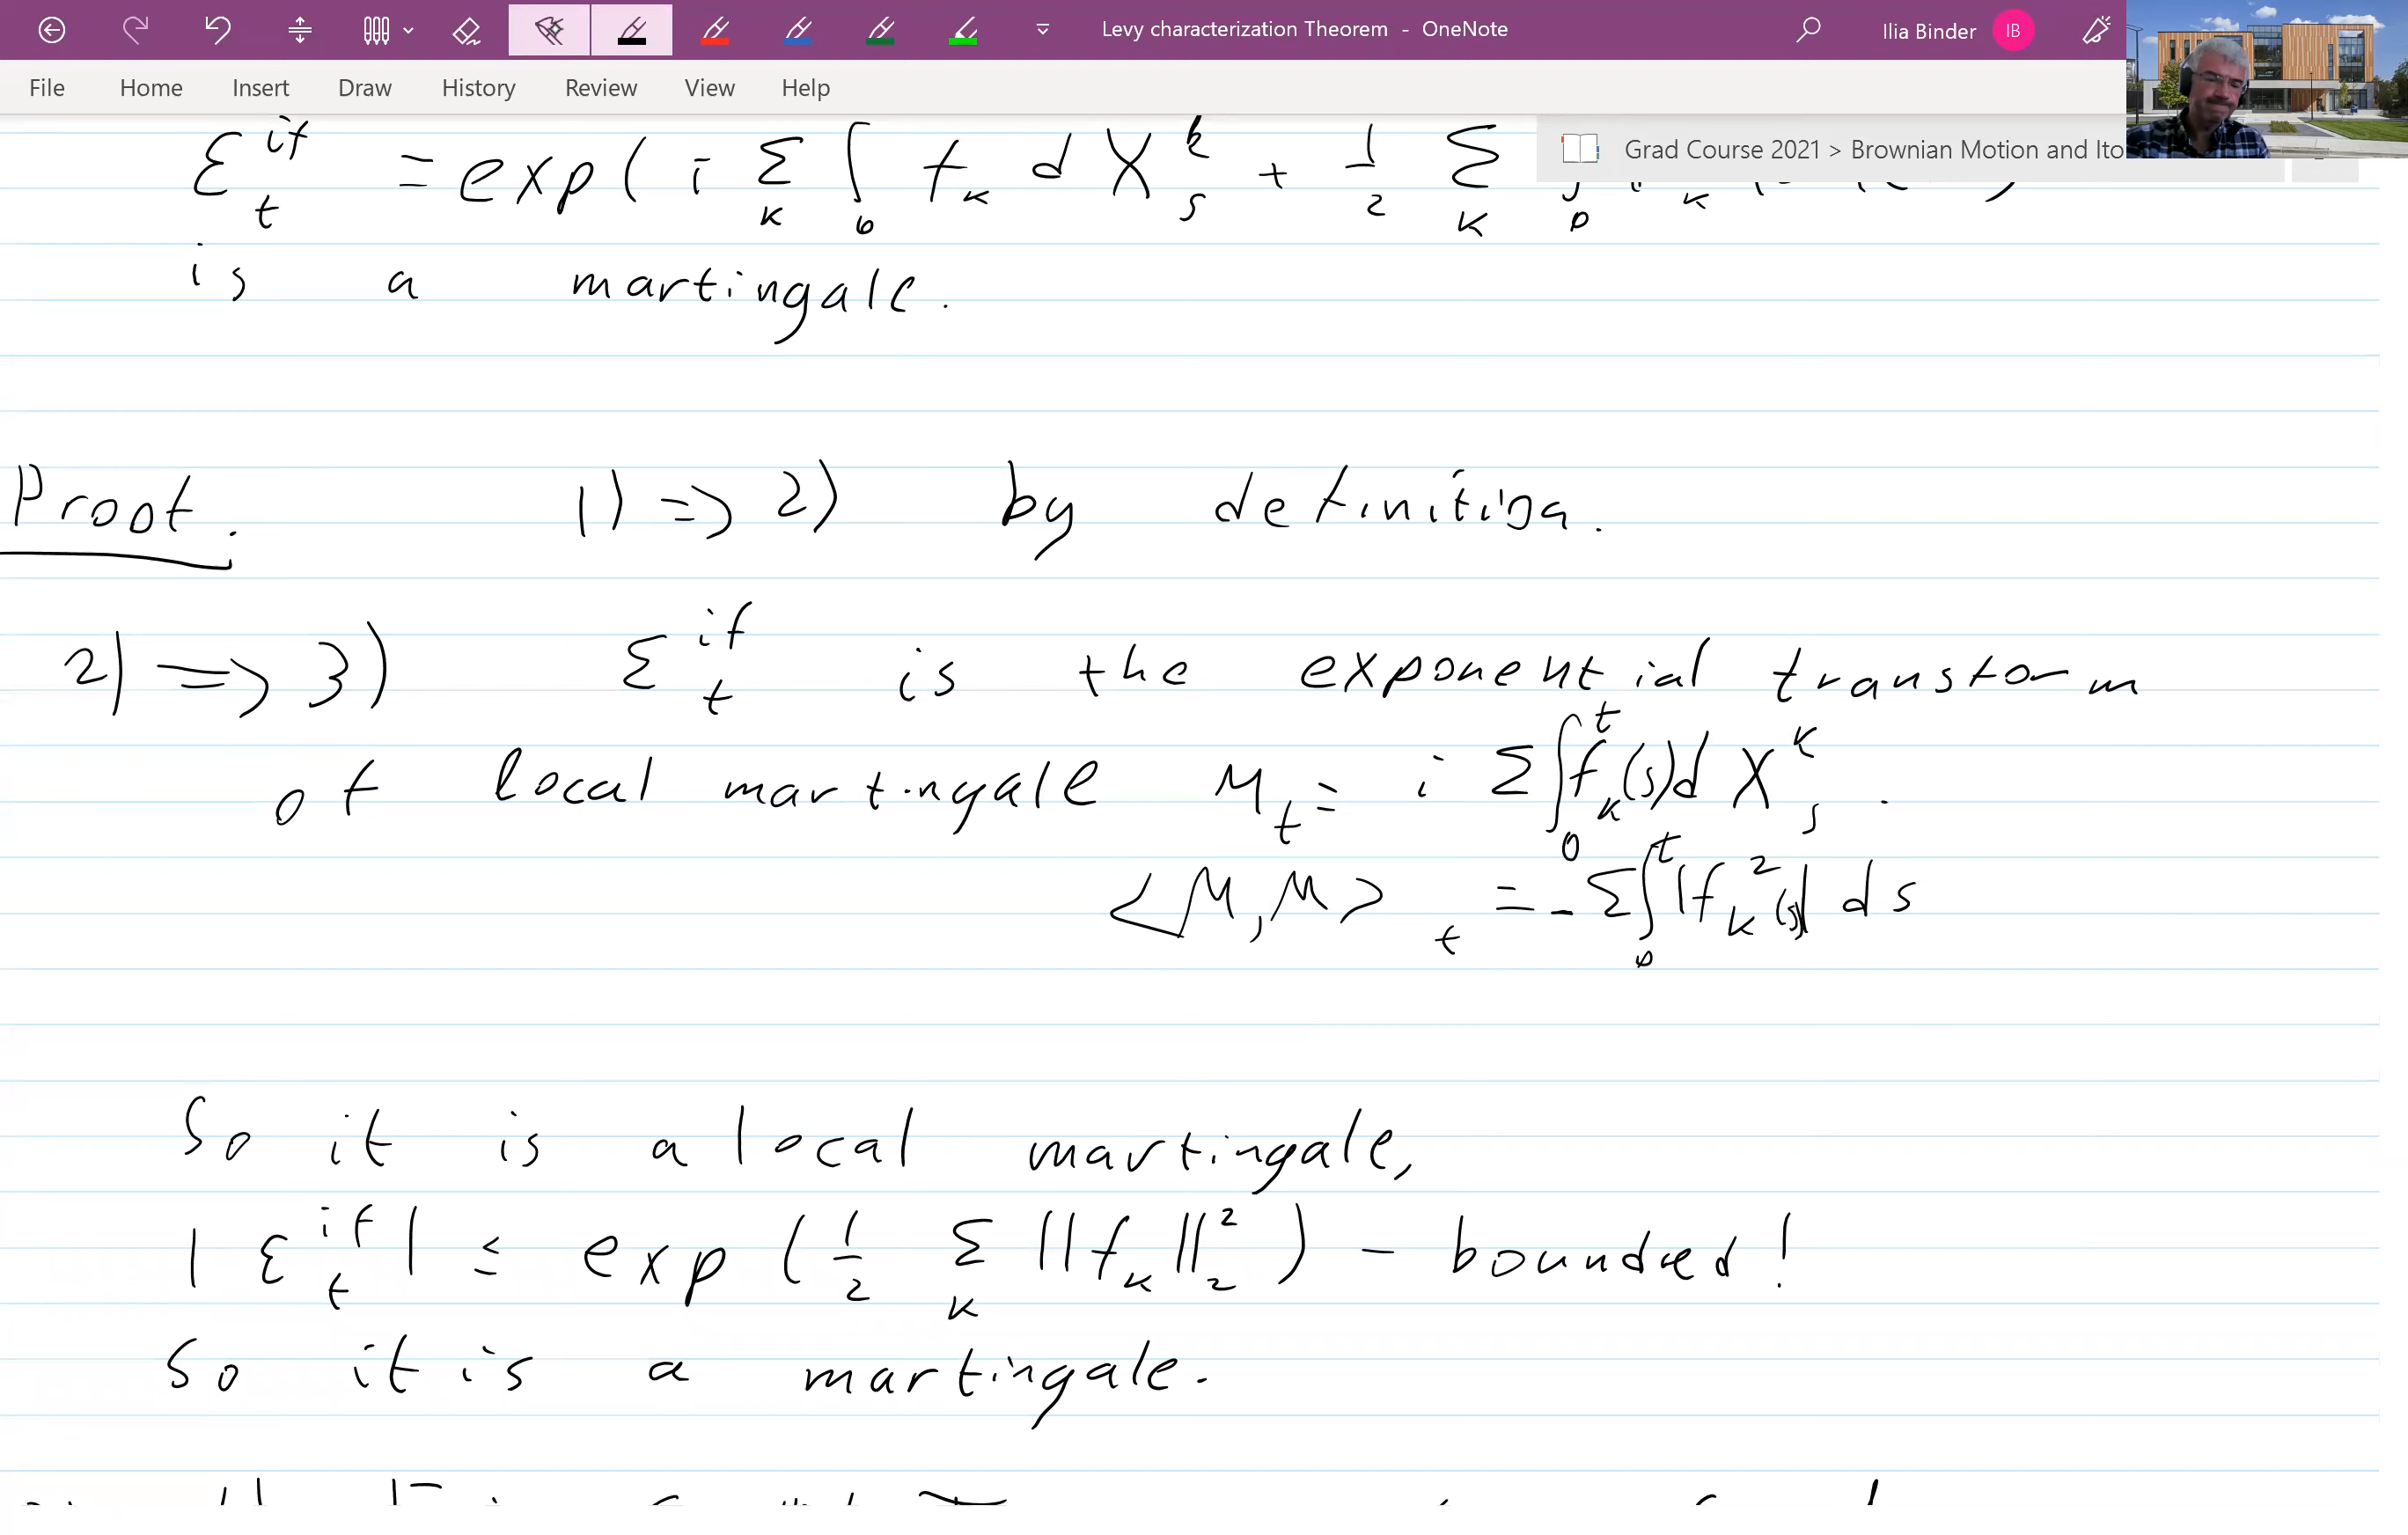 Levy characterization Theorem - OneNote
Ilia Binder IB
File Home Insert Draw History Review View Help
Grad Course 2021 > Brownian Motion and Ito
ℰ_t^{if} = exp( i Σ_k ∫_0 f_k d X_s^k + 1/2 Σ_k ∫_0
is a martingale.
Proof. 1) => 2) by definition.
2) => 3) ℰ_t^{if} is the exponential transform
of local martingale M_t = i Σ ∫_0^t f_k(s) d X_s^k .
<M, M>_t = - Σ ∫_0^t |f_k^2(s)| ds
So it is a local martingale,
| ℰ_t^{if} | ≤ exp ( 1/2 Σ_k ||f_k||_2^2 ) - bounded!
So it is a martingale.